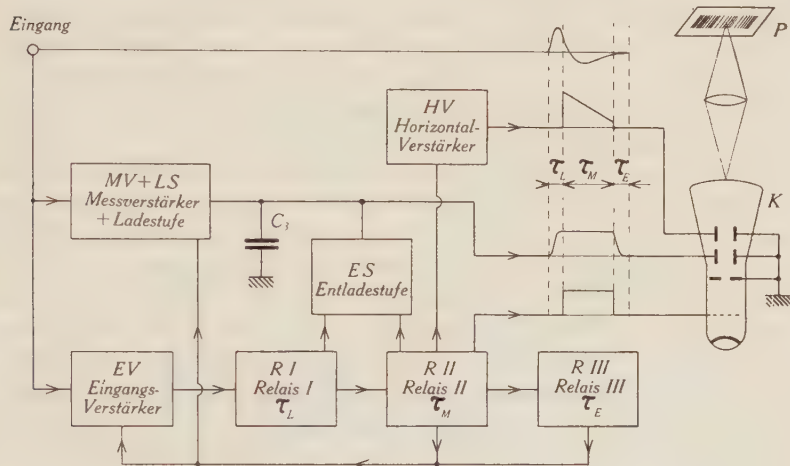 Eingang
P
HV
Horizontal-
Verstärker
τL τM τE
MV+LS
Messverstärker
+ Ladestufe
C3
K
ES
Entladestufe
EV
Eingangs-
Verstärker
R I
Relais I
τL
R II
Relais II
τM
R III
Relais III
τE